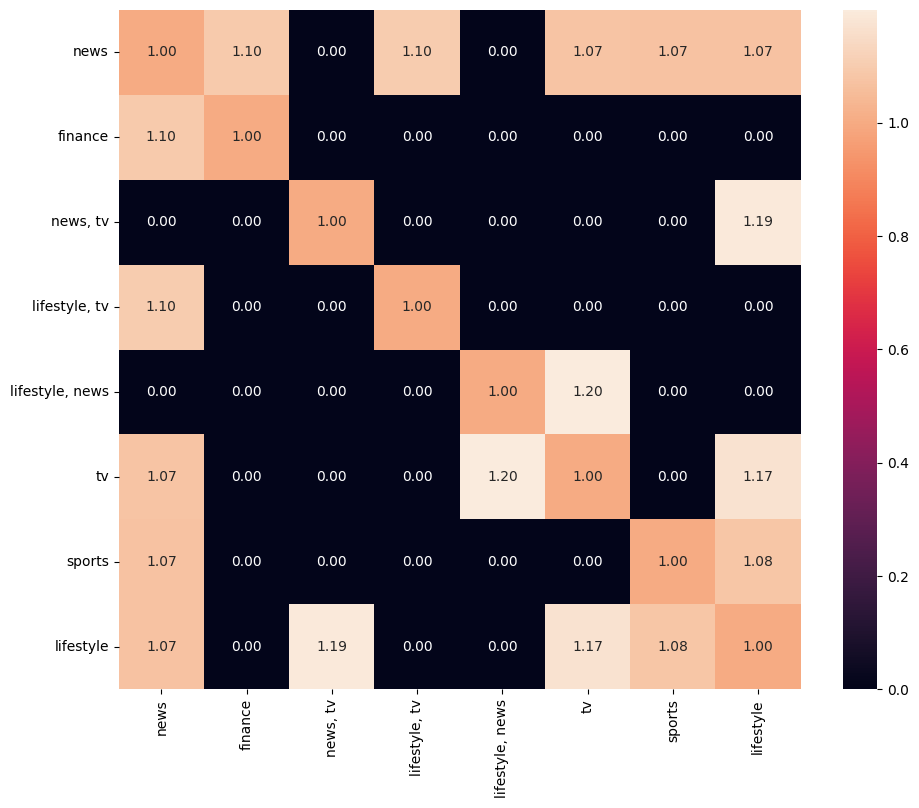 news 1.00 1.10 0.00 1.10 0.00 1.07 1.07 1.07
finance 1.10 1.00 0.00 0.00 0.00 0.00 0.00 0.00
news, tv 0.00 0.00 1.00 0.00 0.00 0.00 0.00 1.19
lifestyle, tv 1.10 0.00 0.00 1.00 0.00 0.00 0.00 0.00
lifestyle, news 0.00 0.00 0.00 0.00 1.00 1.20 0.00 0.00
tv 1.07 0.00 0.00 0.00 1.20 1.00 0.00 1.17
sports 1.07 0.00 0.00 0.00 0.00 0.00 1.00 1.08
lifestyle 1.07 0.00 1.19 0.00 0.00 1.17 1.08 1.00
news
finance
news, tv
lifestyle, tv
lifestyle, news
tv
sports
lifestyle
1.0
0.8
0.6
0.4
0.2
0.0